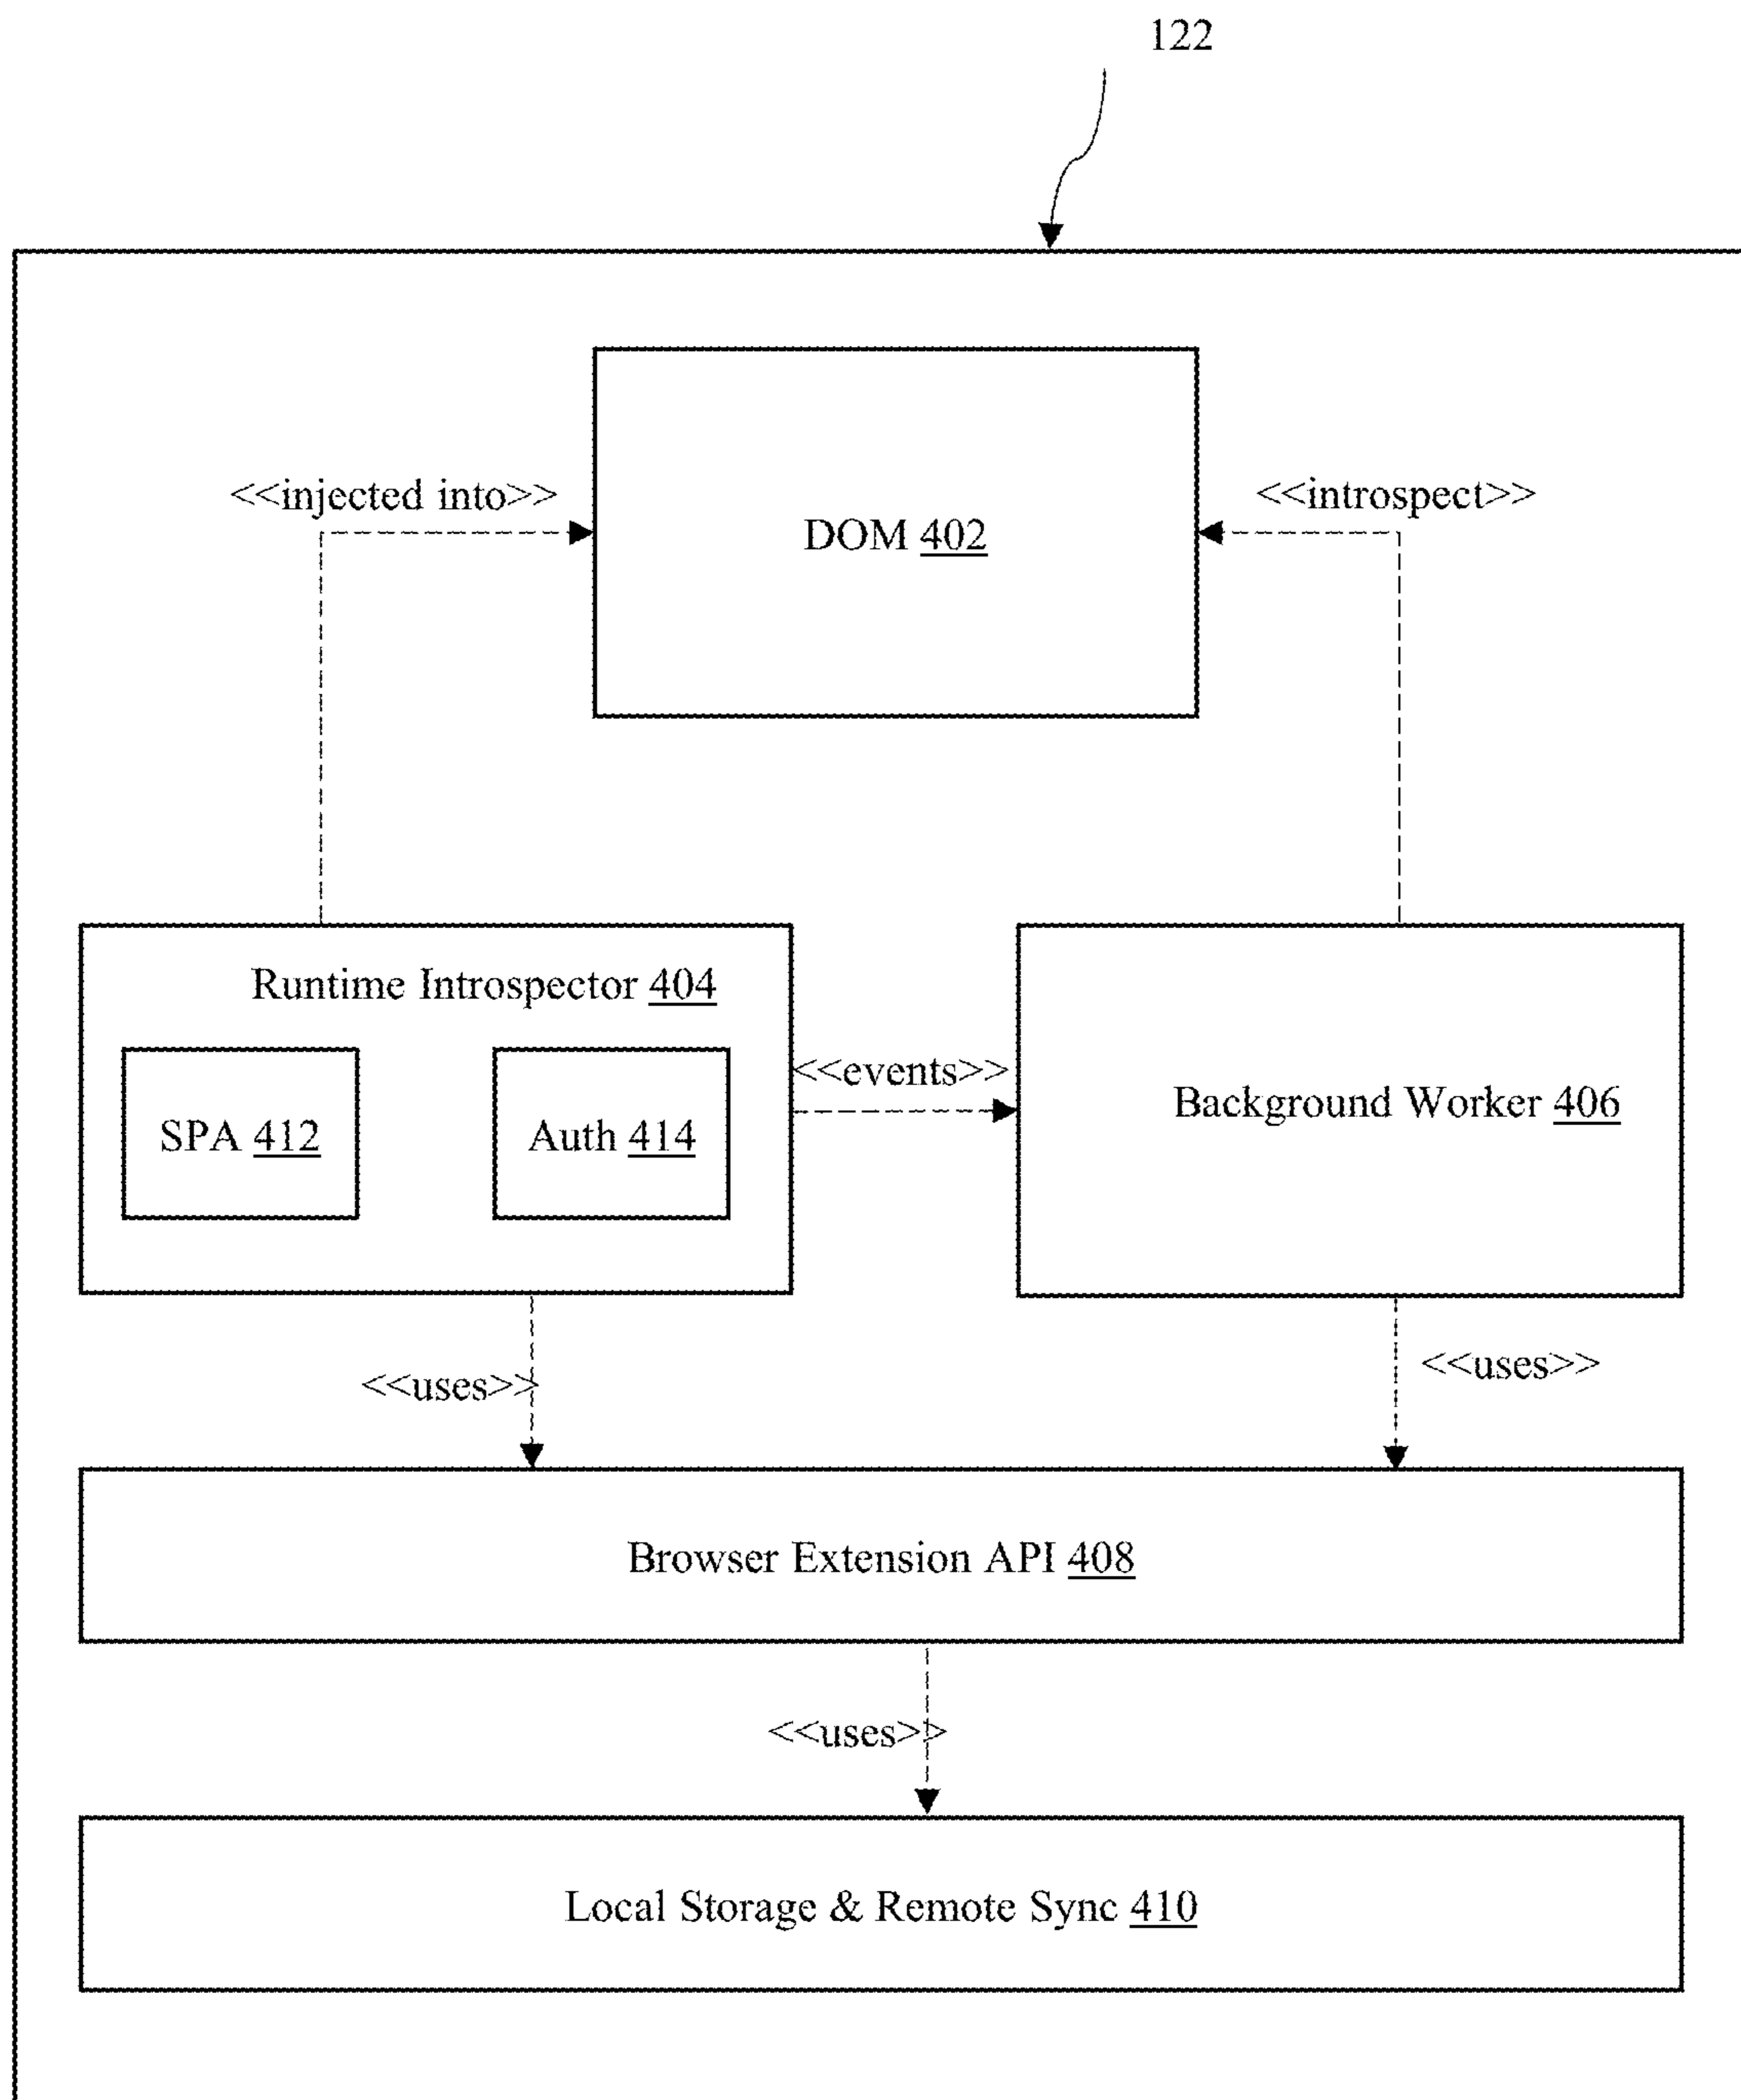 122
<<injected into>>
<<introspect>>
DOM 402
Runtime Introspector 404
SPA 412
Auth 414
<<events>>
Background Worker 406
<<uses>>
<<uses>>
Browser Extension API 408
<<uses>>
Local Storage & Remote Sync 410